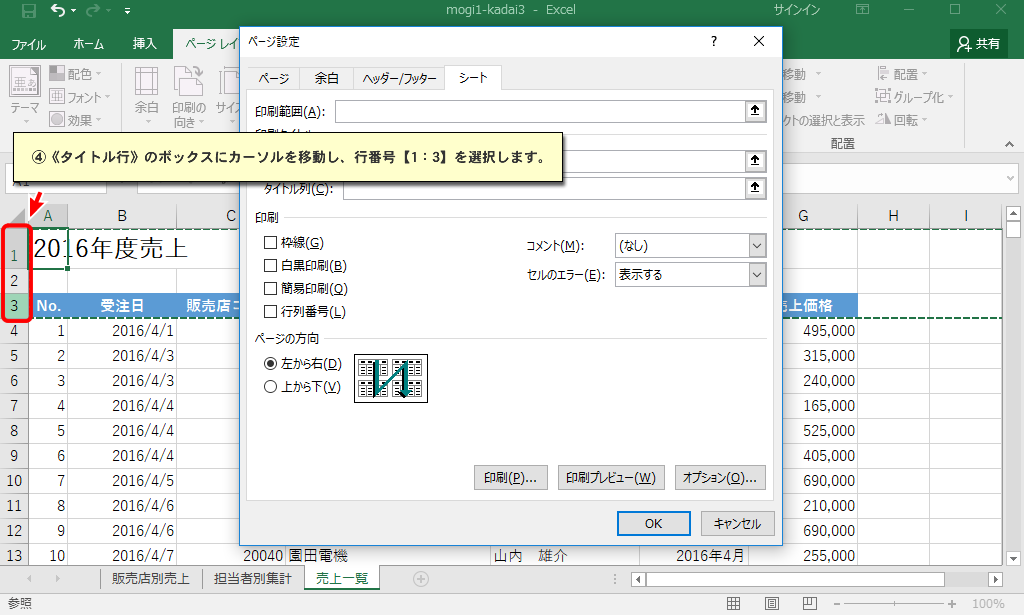 mogi1-kadai3 - Excel
サインイン
ファイル
ホーム
挿入
ページ レイ
共有
テーマ
配色
フォント
効果
余白
印刷の
向き
サイズ
移動
移動
クトの選択と表示
配置
グループ化
回転
配置
ページ設定
?
ページ
余白
ヘッダー/フッター
シート
印刷範囲(A):
④《タイトル行》のボックスにカーソルを移動し、行番号【1：3】を選択します。
タイトル列(C):
印刷
枠線(G)
白黒印刷(B)
簡易印刷(Q)
行列番号(L)
コメント(M):
(なし)
セルのエラー(E):
表示する
ページの方向
左から右(D)
上から下(V)
印刷(P)...
印刷プレビュー(W)
オプション(O)...
OK
キャンセル
A B C G H I
1 2016年度売上
2
3 No. 受注日 販売店コ 上価格
4 1 2016/4/1 495,000
5 2 2016/4/3 315,000
6 3 2016/4/3 240,000
7 4 2016/4/4 165,000
8 5 2016/4/4 525,000
9 6 2016/4/4 405,000
10 7 2016/4/5 690,000
11 8 2016/4/6 210,000
12 9 2016/4/6 690,000
13 10 2016/4/7 20040 園田電機 山内 雄介 2016年4月 255,000
販売店別売上
担当者別集計
売上一覧
参照
100%